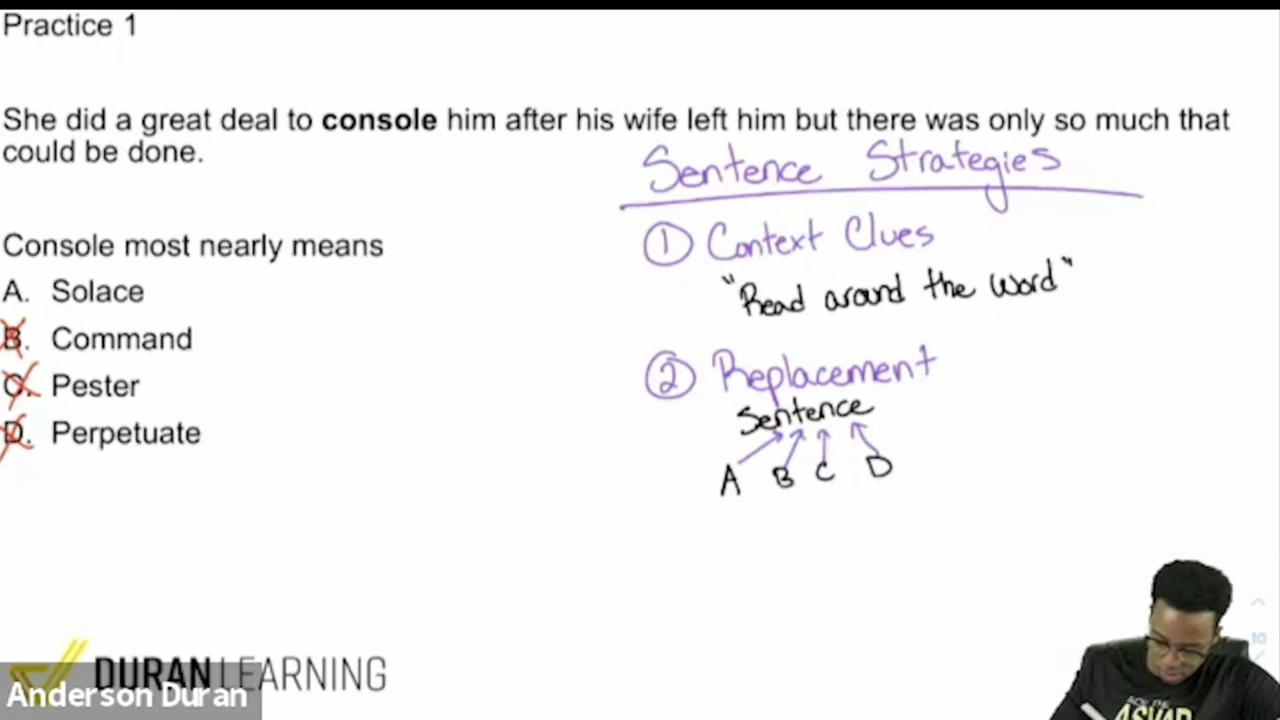 Practice 1
She did a great deal to console him after his wife left him but there was only so much that
could be done.
Sentence Strategies
① Context Clues
"Read around the word"
② Replacement
Sentence
A B C D
Console most nearly means
A. Solace
B. Command
C. Pester
D. Perpetuate
DURAN LEARNING
Anderson Duran
ASVAB
10